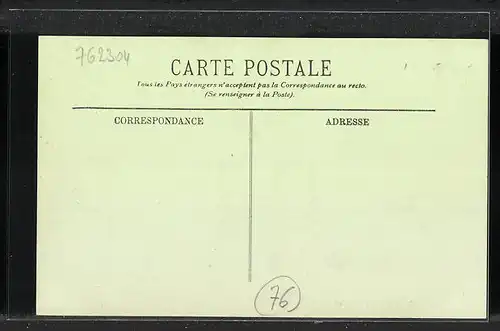 762304
CARTE POSTALE
Tous les Pays étrangers n'acceptent pas la Correspondance au recto.
(Se renseigner à la Poste).
CORRESPONDANCE
ADRESSE
76